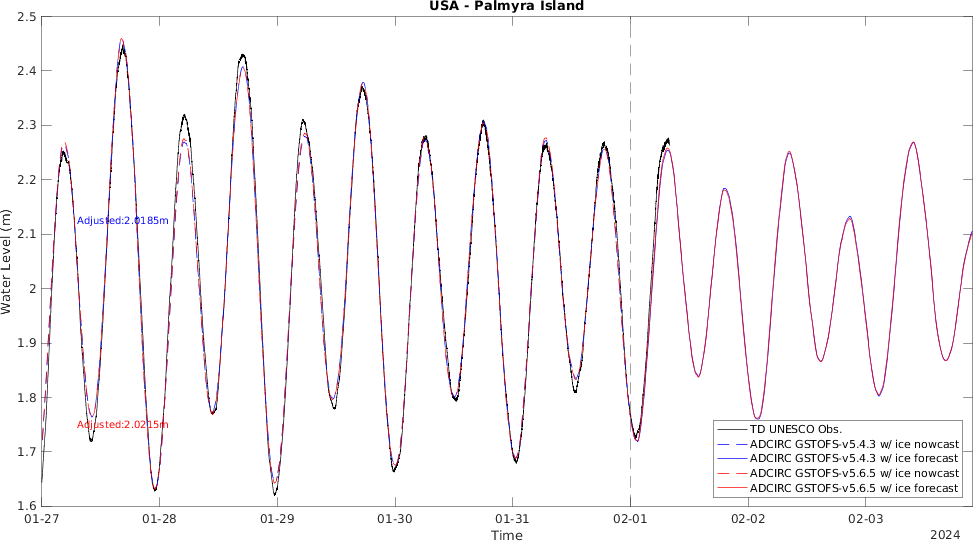 USA - Palmyra Island
2.5
2.4
2.3
2.2
2.1
2
1.9
1.8
1.7
1.6
Water Level (m)
Adjusted:2.0185m
Adjusted:2.0215m
TD UNESCO Obs.
ADCIRC GSTOFS-v5.4.3 w/ ice nowcast
ADCIRC GSTOFS-v5.4.3 w/ ice forecast
ADCIRC GSTOFS-v5.6.5 w/ ice nowcast
ADCIRC GSTOFS-v5.6.5 w/ ice forecast
01-27 01-28 01-29 01-30 01-31 02-01 02-02 02-03
Time
2024